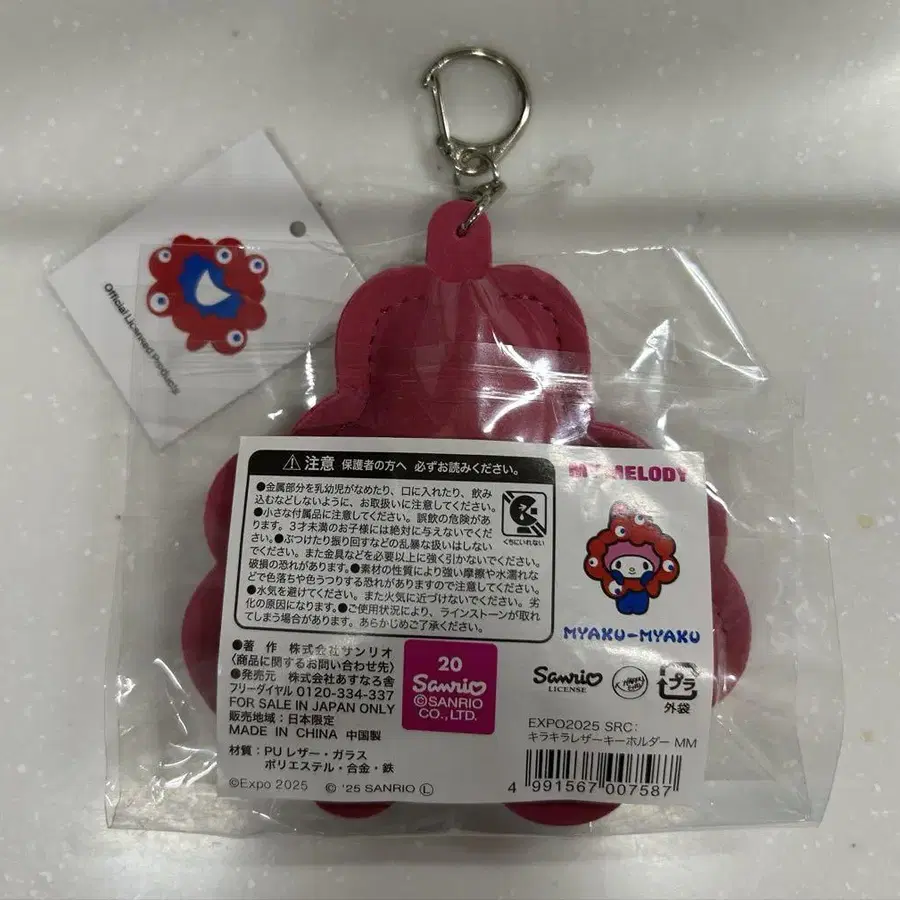 Official Licensed Products
⚠注意 保護者の方へ 必ずお読みください。
●金属部分を乳幼児がなめたり、口に入れたり、飲み
込むなどしないように、お取扱いに注意してください。
●小さな付属品に注意してください。誤飲の危険があ
ります。3才未満のお子様には絶対に与えないでくだ
さい。●ぶつけたり振り回すなどの乱暴な扱いはしない
でください。また金具などを必要以上に強く引かないでください。
破損の恐れがあります。●素材の性質により強い摩擦や水濡れな
どで色落ちや色うつりする恐れがありますので注意してください。
●水気を避けてください。また火気に近づけないでください。劣
化の原因になります。●ご使用状況により、ラインストーンが取れ
てしまう場合があります。あらかじめご了承ください。
くちにいれない
MY MELODY
MYAKU-MYAKU
●著 作 株式会社サンリオ
〈商品に関するお問い合わせ先〉
●発売元 株式会社あすなろ舎
フリーダイヤル 0120-334-337
FOR SALE IN JAPAN ONLY
販売地域:日本限定
MADE IN CHINA 中国製
材質:PU レザー・ガラス
ポリエステル・合金・鉄
©Expo 2025 © '25 SANRIO Ⓛ
20
Sanrio
©SANRIO
CO., LTD.
Sanrio
LICENSE
プラ
外袋
EXPO2025 SRC:
キラキラレザーキーホルダー MM
4 991567 007587